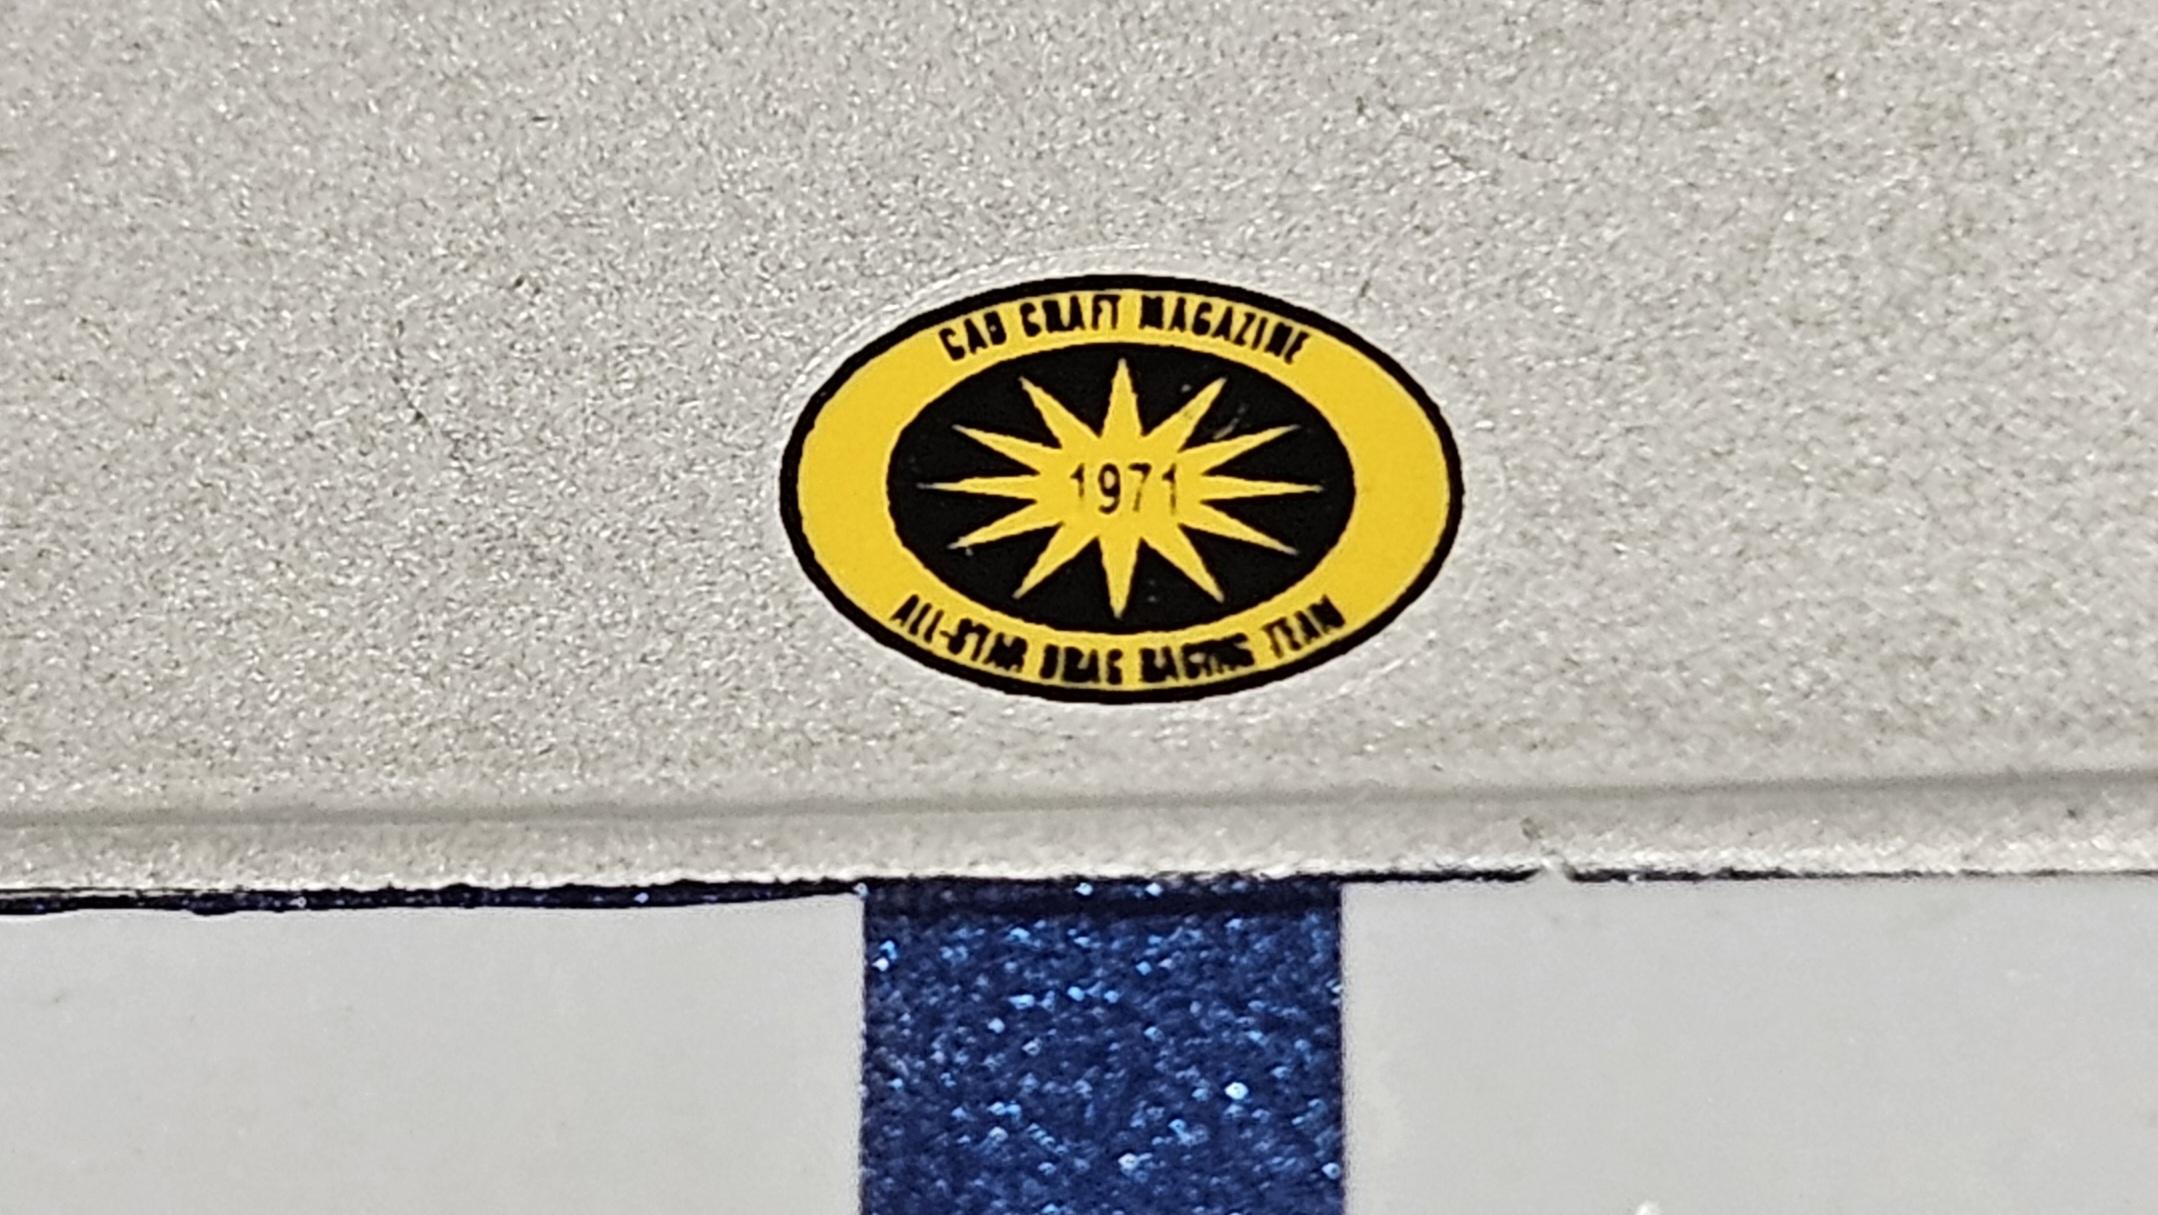 CAR CRAFT MAGAZINE
1971
ALL-STAR DRAG RACING TEAM